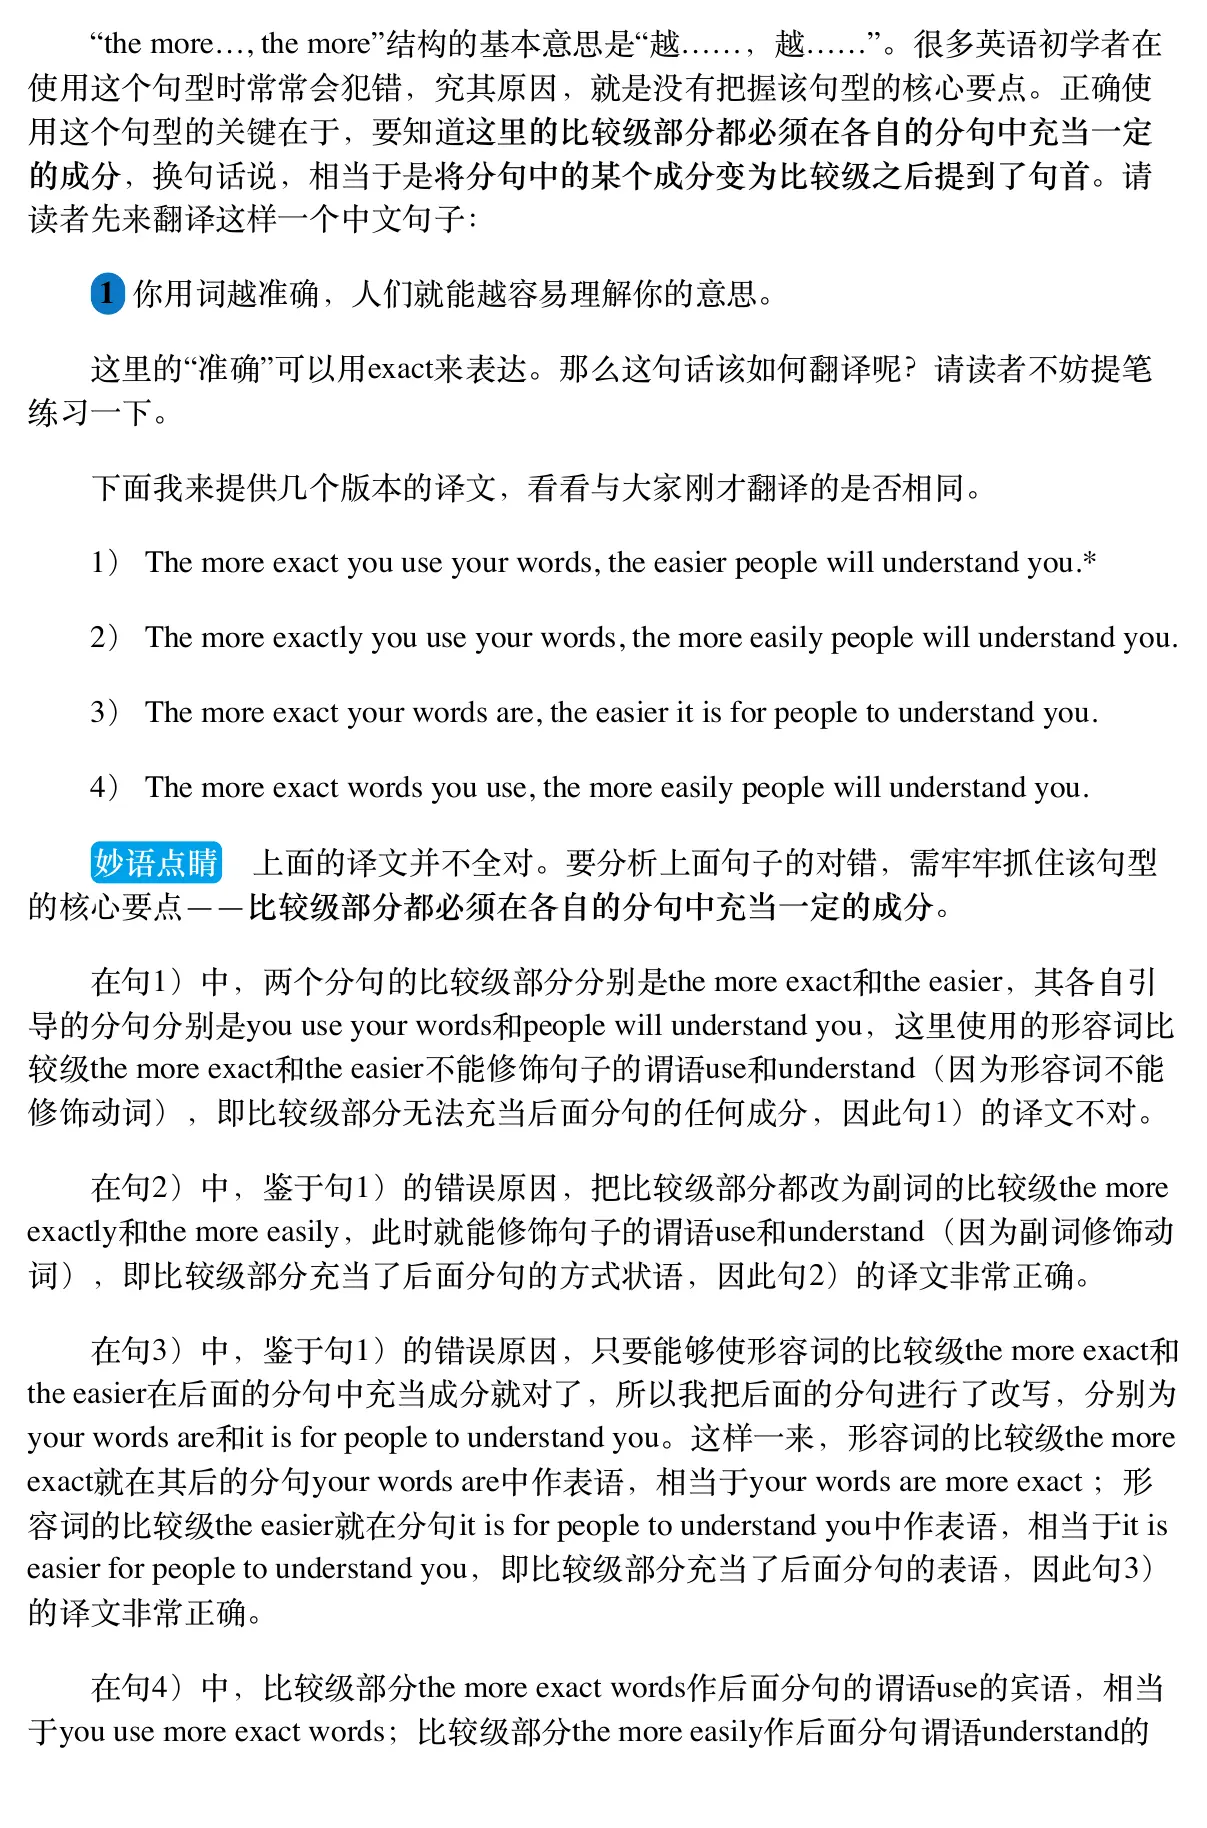 “the more…, the more”结构的基本意思是“越……，越……”。很多英语初学者在
使用这个句型时常常会犯错，究其原因，就是没有把握该句型的核心要点。正确使
用这个句型的关键在于，要知道这里的比较级部分都必须在各自的分句中充当一定
的成分，换句话说，相当于是将分句中的某个成分变为比较级之后提到了句首。请
读者先来翻译这样一个中文句子：
1 你用词越准确，人们就能越容易理解你的意思。
这里的“准确”可以用exact来表达。那么这句话该如何翻译呢？请读者不妨提笔
练习一下。
下面我来提供几个版本的译文，看看与大家刚才翻译的是否相同。
1） The more exact you use your words, the easier people will understand you.*
2） The more exactly you use your words, the more easily people will understand you.
3） The more exact your words are, the easier it is for people to understand you.
4） The more exact words you use, the more easily people will understand you.
妙语点睛 上面的译文并不全对。要分析上面句子的对错，需牢牢抓住该句型
的核心要点——比较级部分都必须在各自的分句中充当一定的成分。
在句1）中，两个分句的比较级部分分别是the more exact和the easier，其各自引
导的分句分别是you use your words和people will understand you，这里使用的形容词比
较级the more exact和the easier不能修饰句子的谓语use和understand（因为形容词不能
修饰动词），即比较级部分无法充当后面分句的任何成分，因此句1）的译文不对。
在句2）中，鉴于句1）的错误原因，把比较级部分都改为副词的比较级the more
exactly和the more easily，此时就能修饰句子的谓语use和understand（因为副词修饰动
词），即比较级部分充当了后面分句的方式状语，因此句2）的译文非常正确。
在句3）中，鉴于句1）的错误原因，只要能够使形容词的比较级the more exact和
the easier在后面的分句中充当成分就对了，所以我把后面的分句进行了改写，分别为
your words are和it is for people to understand you。这样一来，形容词的比较级the more
exact就在其后的分句your words are中作表语，相当于your words are more exact；形
容词的比较级the easier就在分句it is for people to understand you中作表语，相当于it is
easier for people to understand you，即比较级部分充当了后面分句的表语，因此句3）
的译文非常正确。
在句4）中，比较级部分the more exact words作后面分句的谓语use的宾语，相当
于you use more exact words；比较级部分the more easily作后面分句谓语understand的